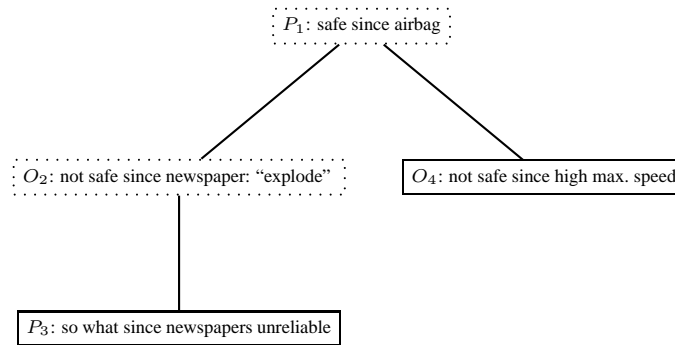 P₁: safe since airbag
O₂: not safe since newspaper: “explode”
O₄: not safe since high max. speed
P₃: so what since newspapers unreliable